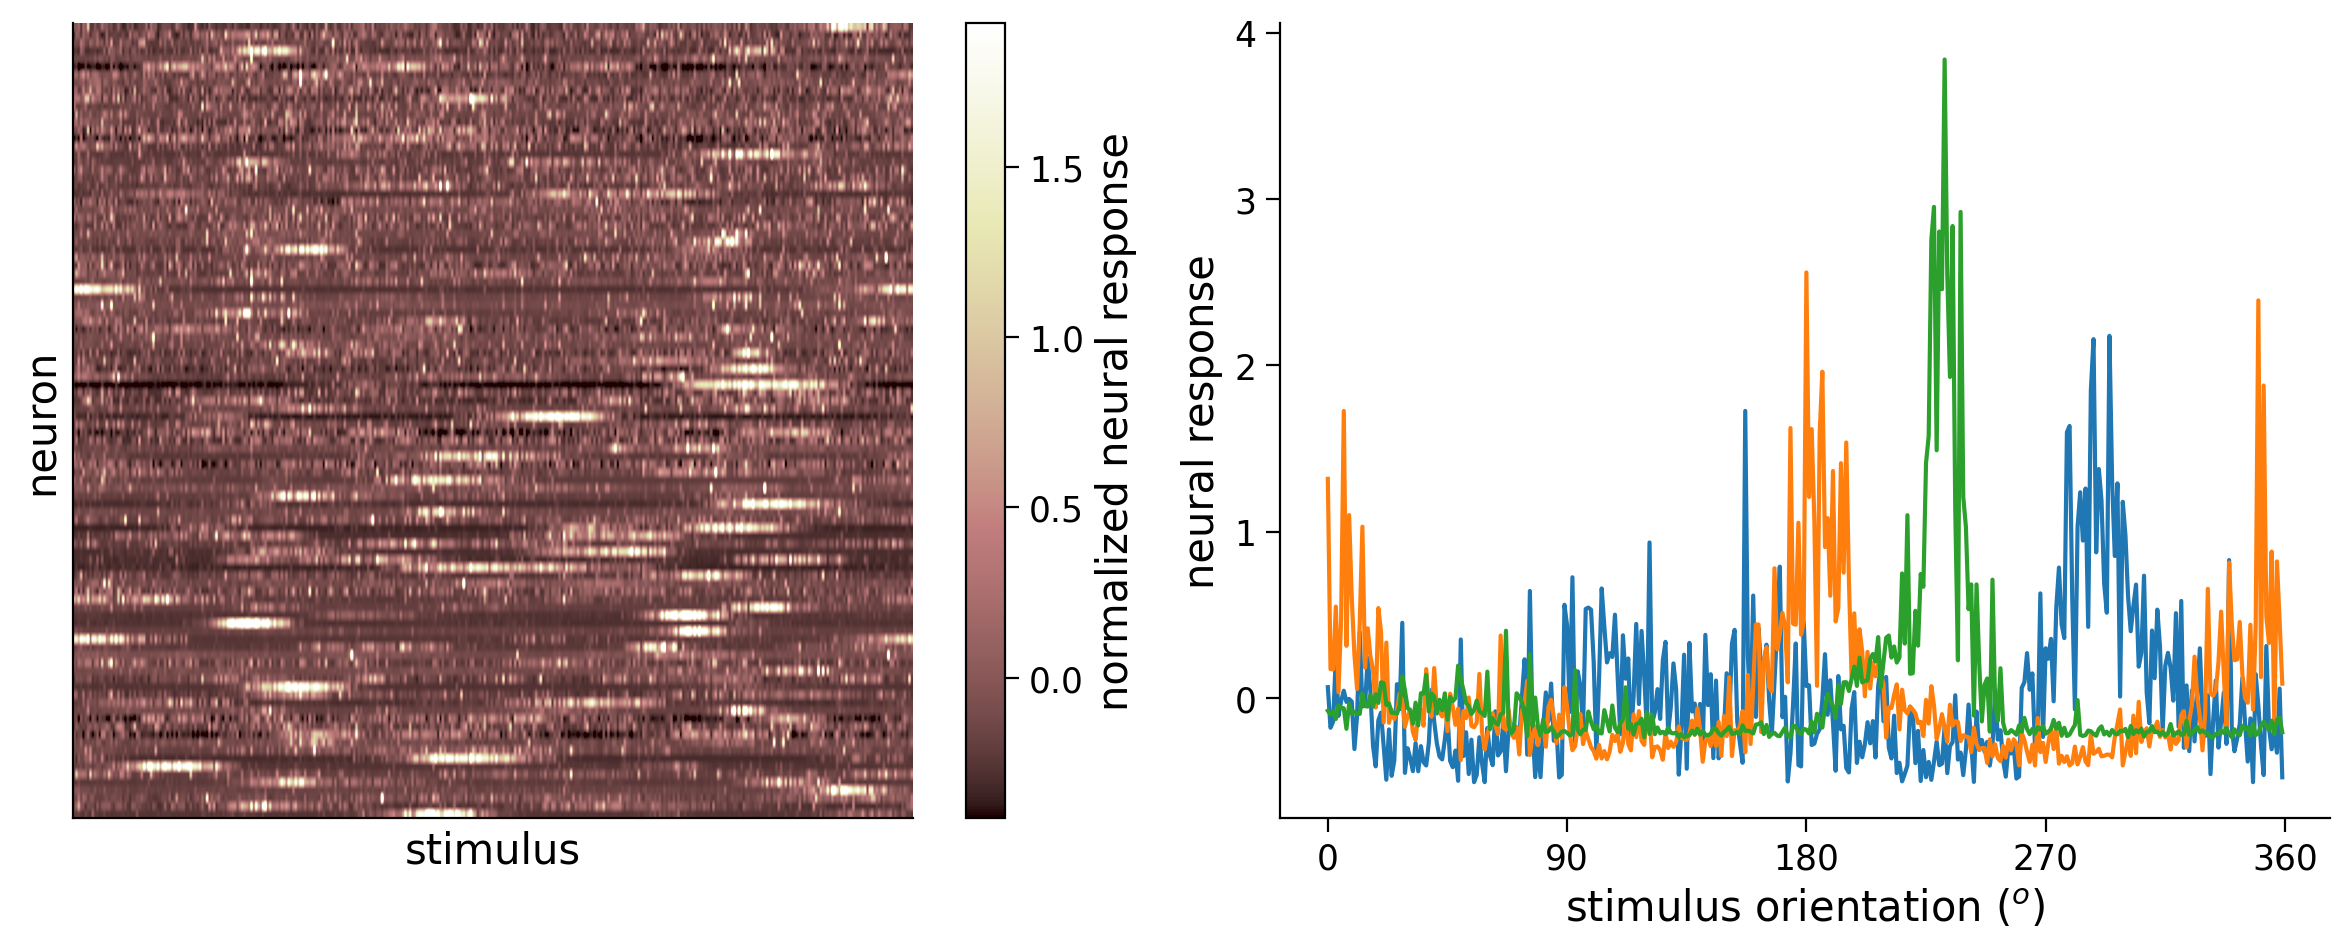 neuron
stimulus
1.5
1.0
0.5
0.0
normalized neural response
4
3
2
1
0
neural response
0 90 180 270 360
stimulus orientation (°)